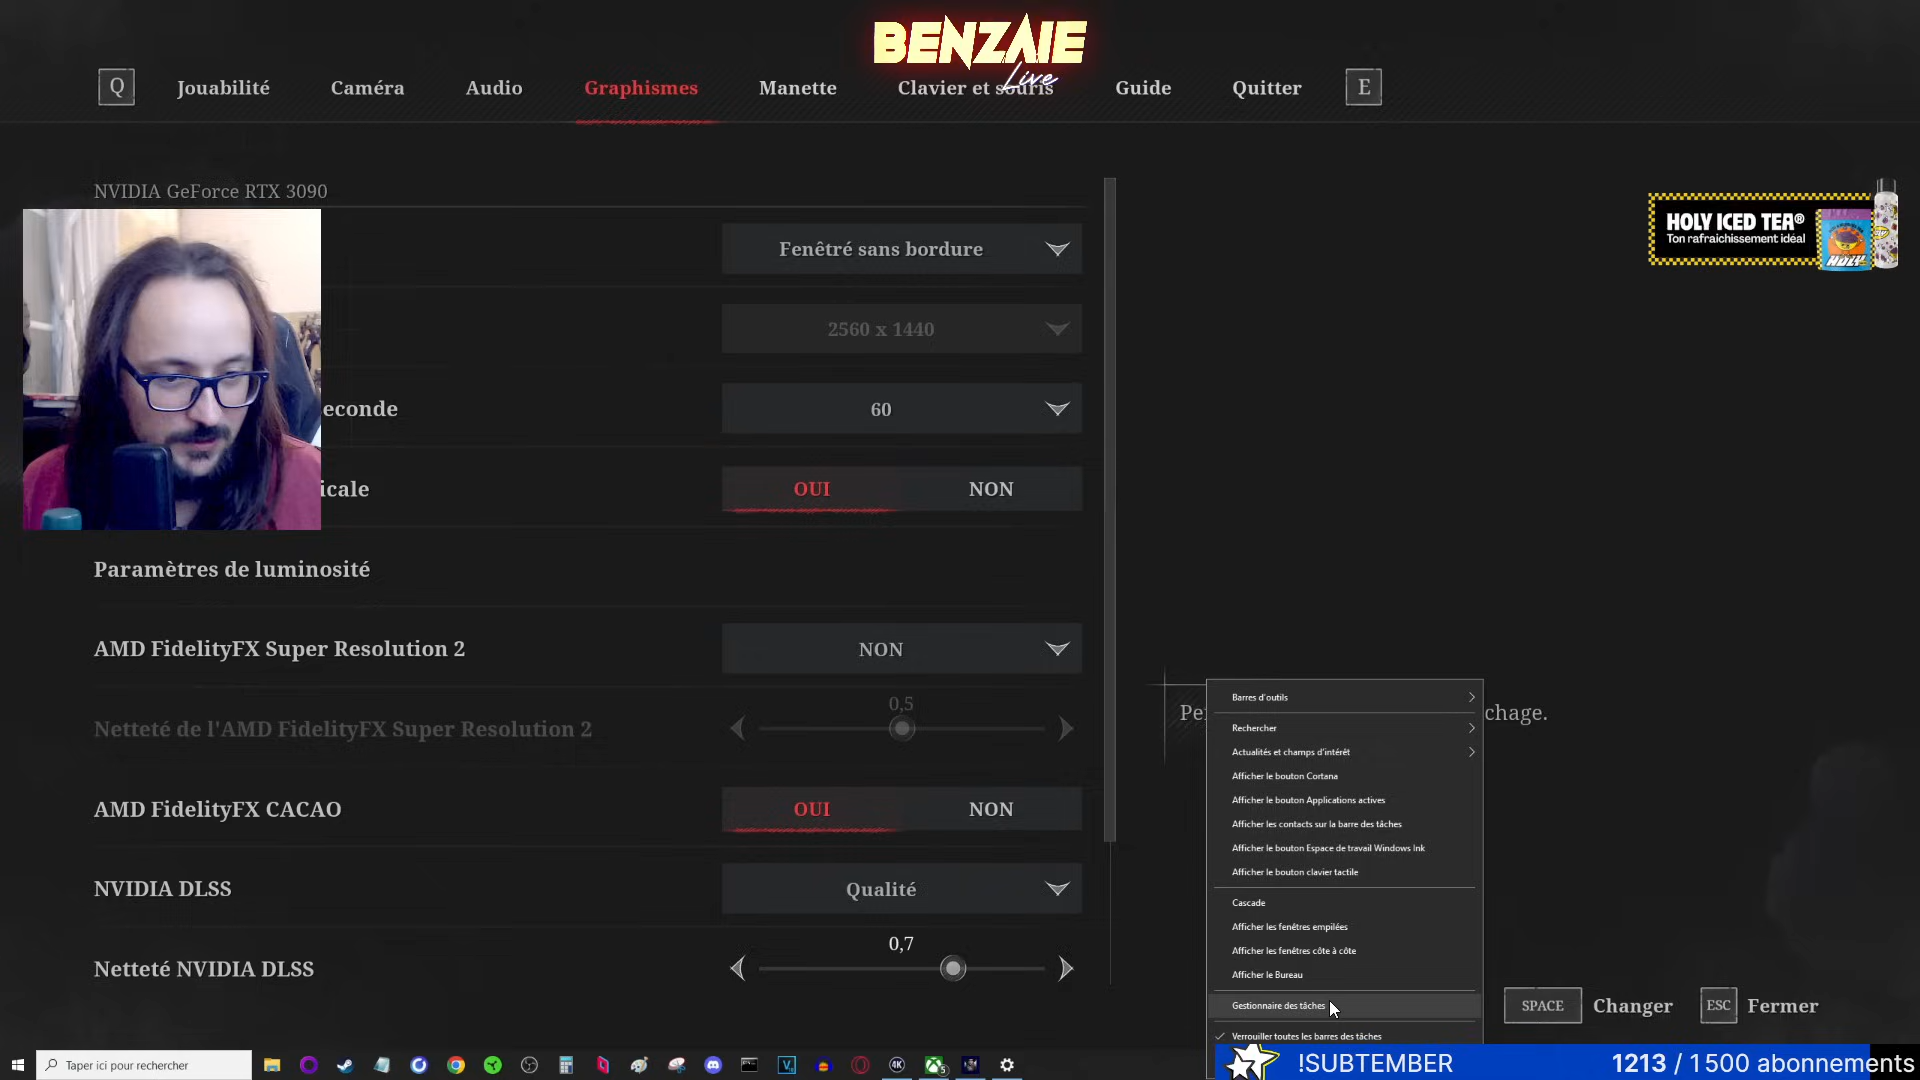 BENZAIE
Live
Q
Jouabilité
Caméra
Audio
Graphismes
Manette
Clavier et souris
Guide
Quitter
E
NVIDIA GeForce RTX 3090
Fenêtré sans bordure
2560 x 1440
econde
60
icale
OUI
NON
Paramètres de luminosité
AMD FidelityFX Super Resolution 2
NON
Netteté de l'AMD FidelityFX Super Resolution 2
0,5
AMD FidelityFX CACAO
OUI
NON
NVIDIA DLSS
Qualité
Netteté NVIDIA DLSS
0,7
HOLY ICED TEA®
Ton rafraichissement idéal
HOLY
Pe
chage.
Barres d'outils
Rechercher
Actualités et champs d'intérêt
Afficher le bouton Cortana
Afficher le bouton Applications actives
Afficher les contacts sur la barre des tâches
Afficher le bouton Espace de travail Windows Ink
Afficher le bouton clavier tactile
Cascade
Afficher les fenêtres empilées
Afficher les fenêtres côte à côte
Afficher le Bureau
Gestionnaire des tâches
Verrouiller toutes les barres des tâches
SPACE
Changer
ESC
Fermer
Taper ici pour rechercher
4K
!SUBTEMBER
1213 / 1500 abonnements